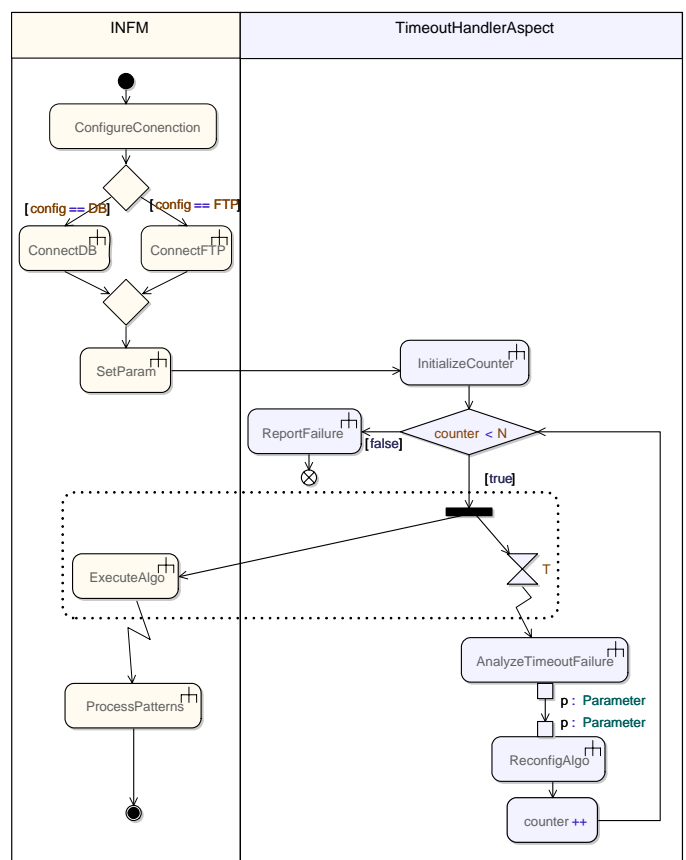 INFM
TimeoutHandlerAspect
ConfigureConenction
[config == DB]
[config == FTP]
ConnectDB
ConnectFTP
SetParam
InitializeCounter
ReportFailure
counter < N
[false]
[true]
ExecuteAlgo
T
AnalyzeTimeoutFailure
p : Parameter
p : Parameter
ProcessPatterns
ReconfigAlgo
counter ++